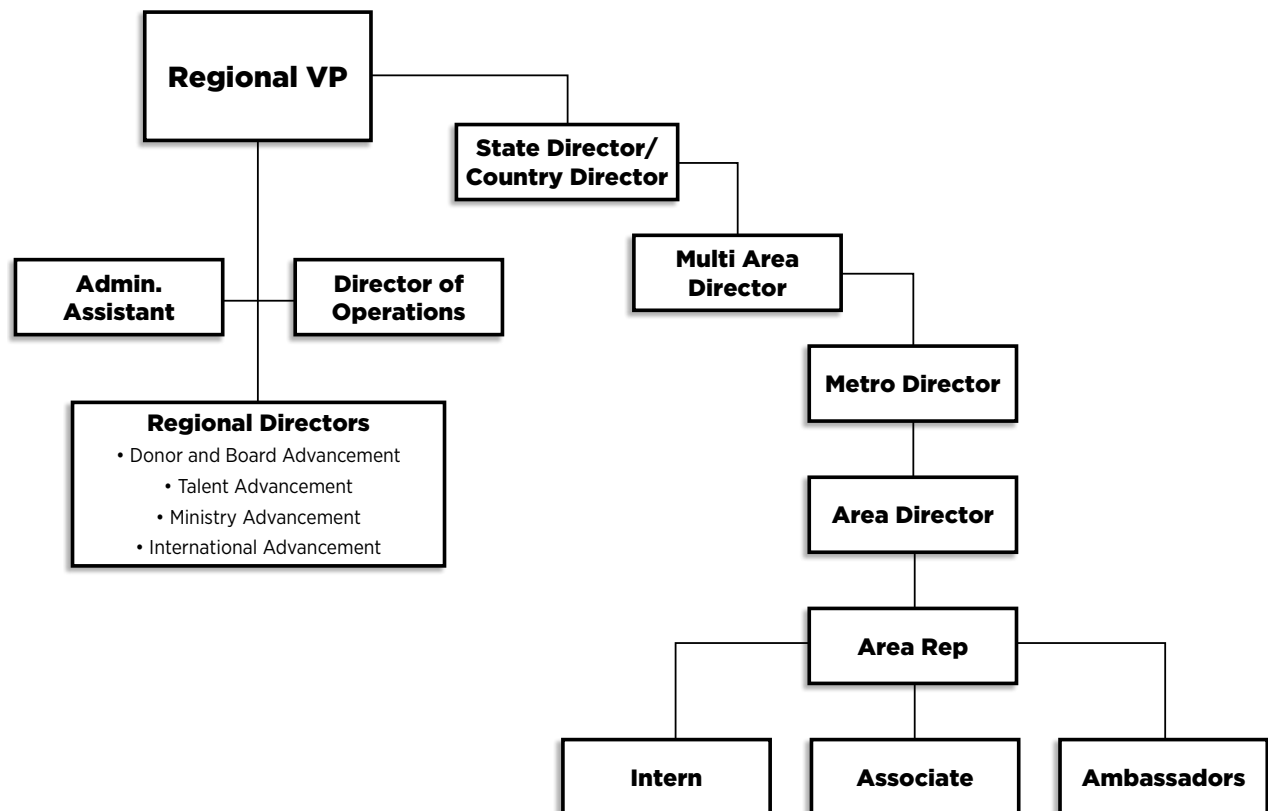 Regional VP
State Director/
Country Director
Multi Area
Director
Admin.
Assistant
Director of
Operations
Metro Director
Regional Directors
• Donor and Board Advancement
• Talent Advancement
• Ministry Advancement
• International Advancement
Area Director
Area Rep
Intern
Associate
Ambassadors